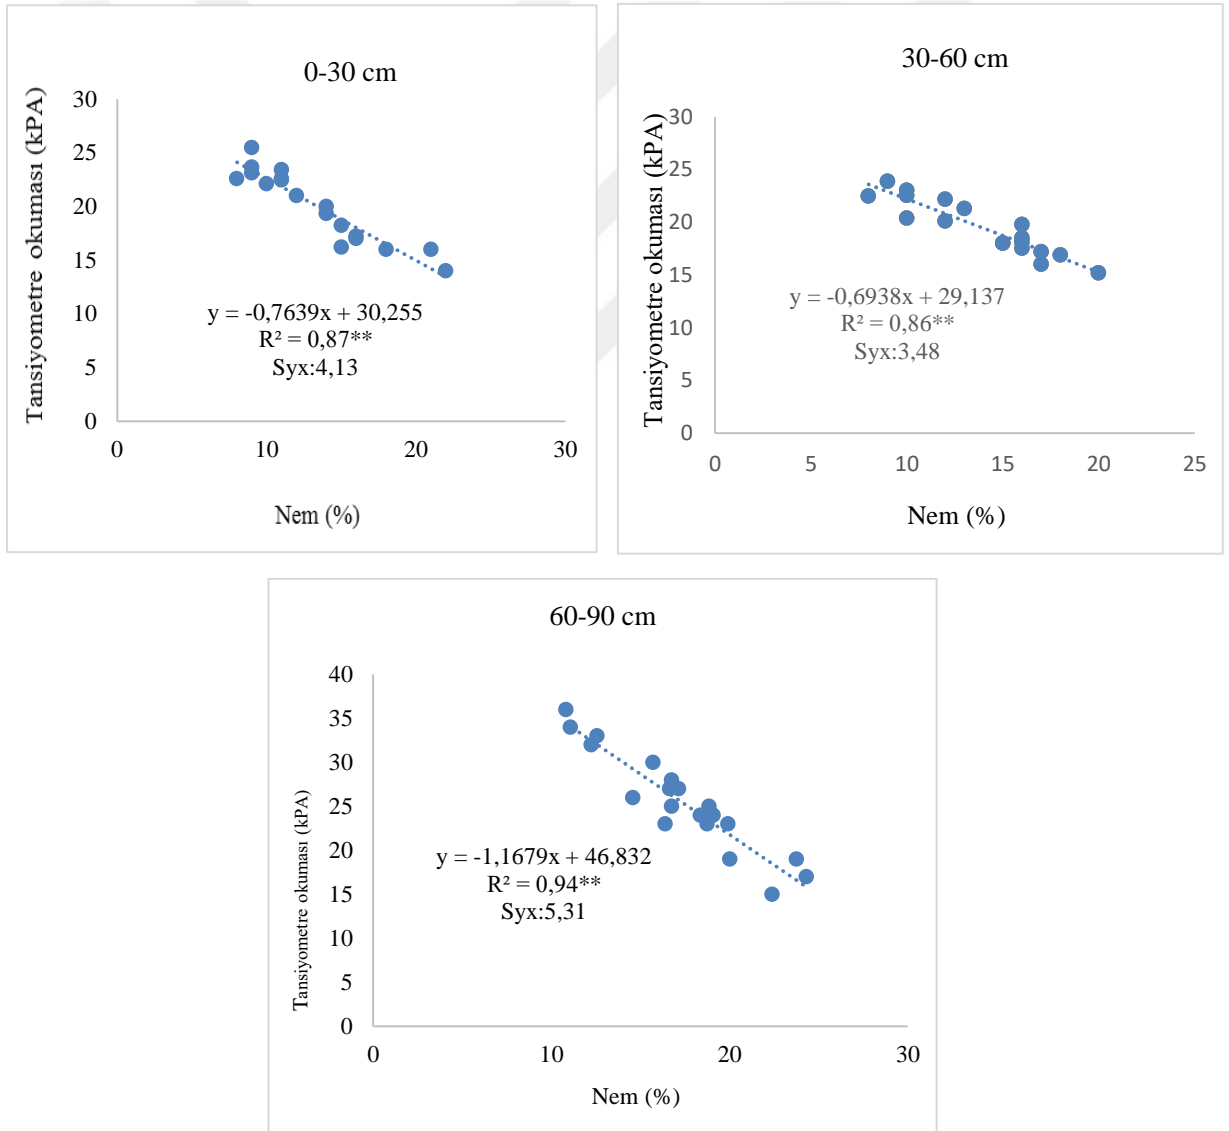 0-30 cm
Tansiyometre okuması (kPA)
30
25
20
15
10
5
0
y = -0,7639x + 30,255
R² = 0,87**
Syx:4,13
0 10 20 30
Nem (%)
30-60 cm
Tansiyometre okuması (kPA)
30
25
20
15
10
5
0
y = -0,6938x + 29,137
R² = 0,86**
Syx:3,48
0 5 10 15 20 25
Nem (%)
60-90 cm
Tansiyometre okuması (kPA)
40
35
30
25
20
15
10
5
0
y = -1,1679x + 46,832
R² = 0,94**
Syx:5,31
0 10 20 30
Nem (%)